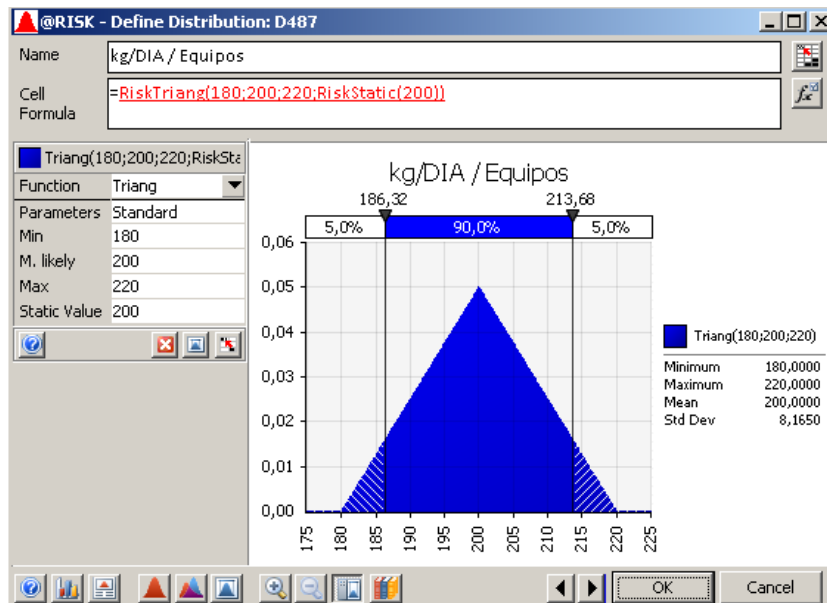 @RISK - Define Distribution: D487
Name
kg/DIA / Equipos
Cell
Formula
=RiskTriang(180;200;220;RiskStatic(200))
Triang(180;200;220;RiskSta
Function Triang
Parameters Standard
Min 180
M. likely 200
Max 220
Static Value 200
kg/DIA / Equipos
186,32 213,68
5,0% 90,0% 5,0%
0,06
0,05
0,04
0,03
0,02
0,01
0,00
175 180 185 190 195 200 205 210 215 220 225
Triang(180;200;220)
Minimum 180,0000
Maximum 220,0000
Mean 200,0000
Std Dev 8,1650
OK Cancel